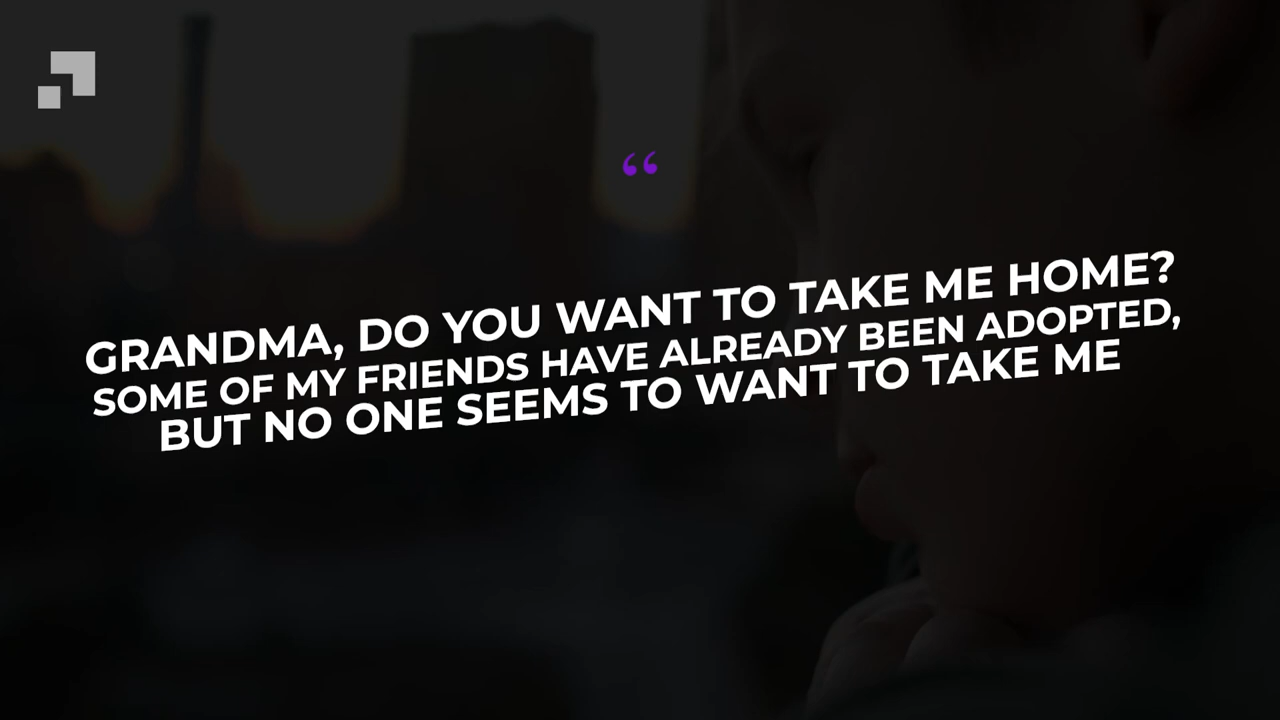 “
GRANDMA, DO YOU WANT TO TAKE ME HOME?
SOME OF MY FRIENDS HAVE ALREADY BEEN ADOPTED,
BUT NO ONE SEEMS TO WANT TO TAKE ME